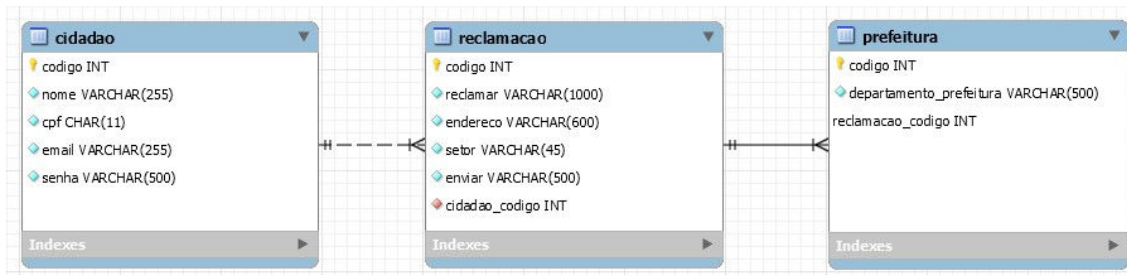 cidadao
codigo INT
nome VARCHAR(255)
cpf CHAR(11)
email VARCHAR(255)
senha VARCHAR(500)
Indexes
reclamacao
codigo INT
reclamar VARCHAR(1000)
endereco VARCHAR(600)
setor VARCHAR(45)
enviar VARCHAR(500)
cidadao_codigo INT
Indexes
prefeitura
codigo INT
departamento_prefeitura VARCHAR(500)
reclamacao_codigo INT
Indexes